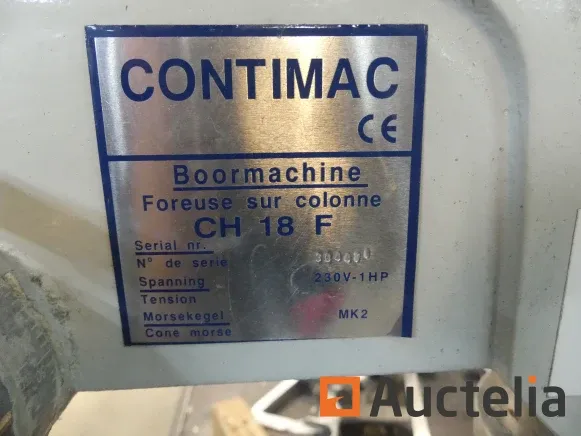 CONTIMAC
CE
Boormachine
Foreuse sur colonne
CH 18 F
Serial nr.
N° de serie
Spanning 230V-1HP
Tension
Morsekegel MK2
Cone morse
Auctelia